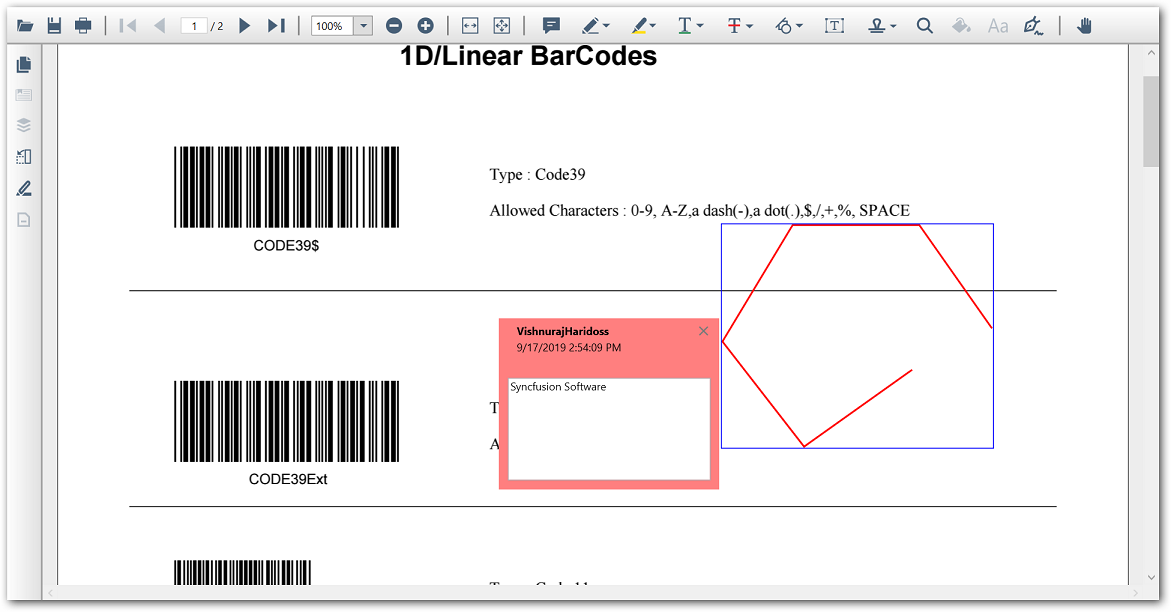 1 / 2
100%
T
T
T
Aa
1D/Linear BarCodes
Type : Code39
Allowed Characters : 0-9, A-Z,a dash(-),a dot(.),$,/,+,%, SPACE
CODE39$
VishnurajHaridoss
9/17/2019 2:54:09 PM
Syncfusion Software
T
A
CODE39Ext